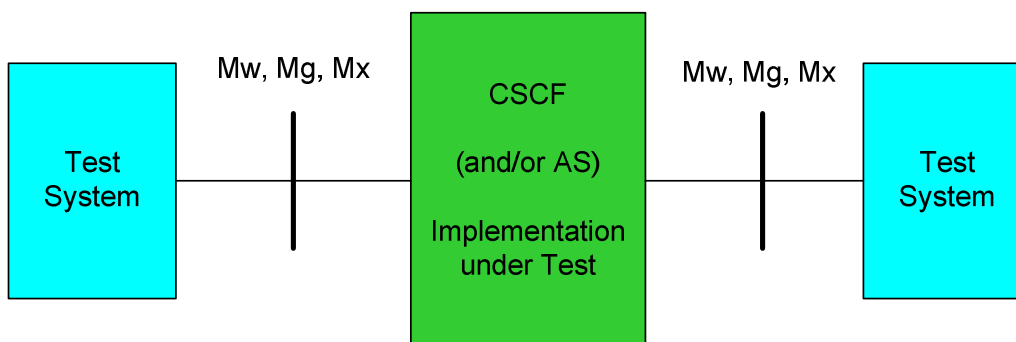 Mw, Mg, Mx
Mw, Mg, Mx
Test
System
CSCF
(and/or AS)
Implementation
under Test
Test
System